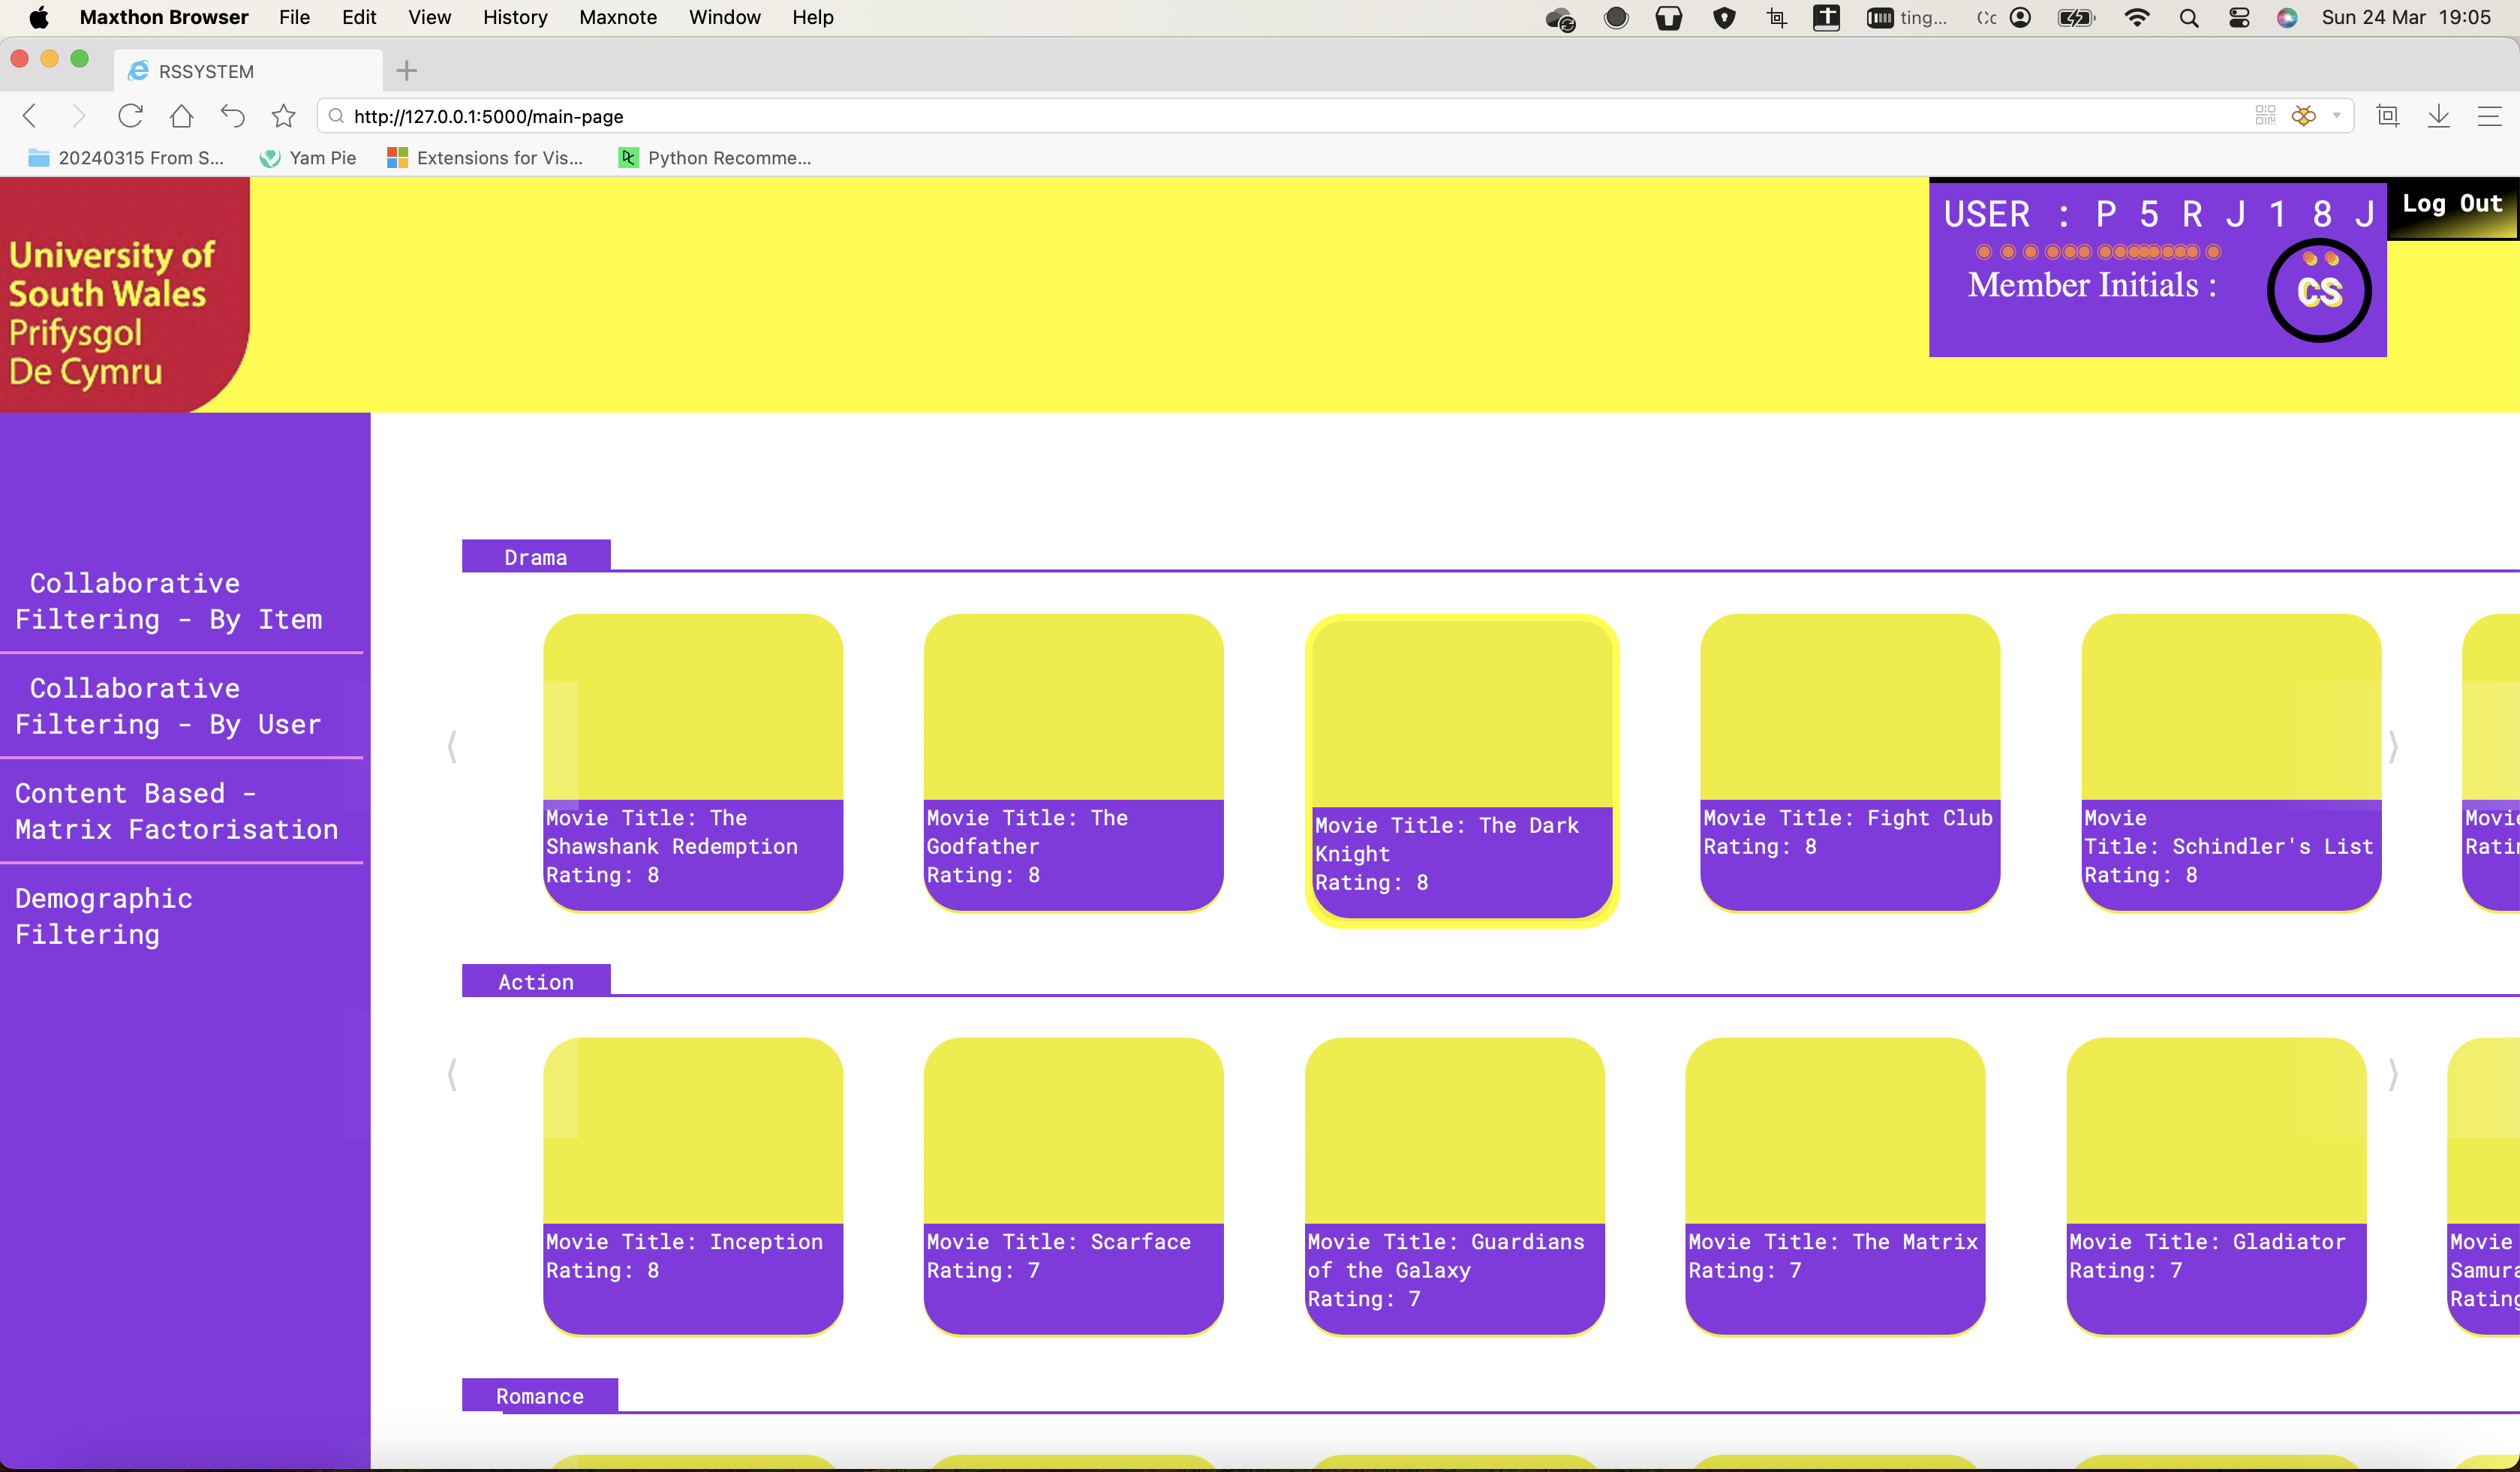 Maxthon Browser File Edit View History Maxnote Window Help ting... Sun 24 Mar 19:05
RSSYSTEM
http://127.0.0.1:5000/main-page
20240315 From S... Yam Pie Extensions for Vis... Python Recomme...
University of
South Wales
Prifysgol
De Cymru
USER : P 5 R J 1 8 J
Member Initials :
CS
Log Out
Collaborative
Filtering - By Item
Collaborative
Filtering - By User
Content Based -
Matrix Factorisation
Demographic
Filtering
Drama
Movie Title: The
Shawshank Redemption
Rating: 8
Movie Title: The
Godfather
Rating: 8
Movie Title: The Dark
Knight
Rating: 8
Movie Title: Fight Club
Rating: 8
Movie
Title: Schindler's List
Rating: 8
Action
Movie Title: Inception
Rating: 8
Movie Title: Scarface
Rating: 7
Movie Title: Guardians
of the Galaxy
Rating: 7
Movie Title: The Matrix
Rating: 7
Movie Title: Gladiator
Rating: 7
Movie
Romance